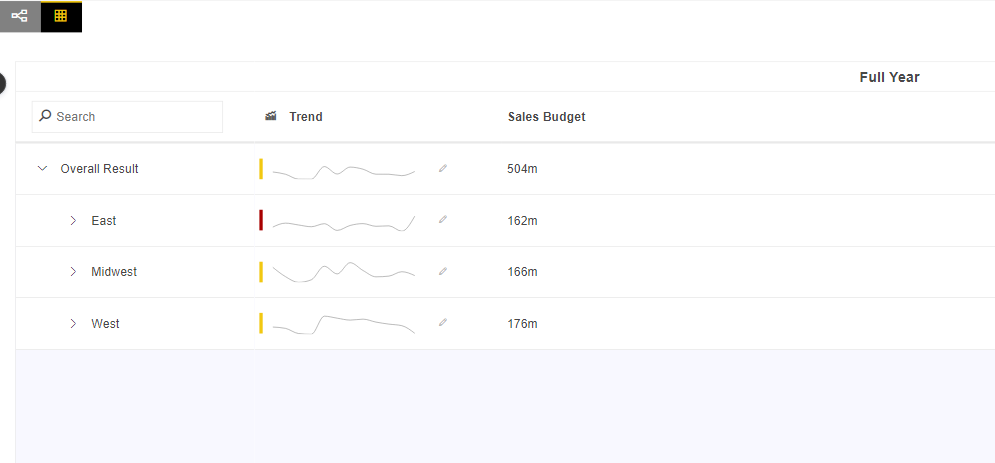 Full Year
Search Trend Sales Budget
Overall Result 504m
East 162m
Midwest 166m
West 176m